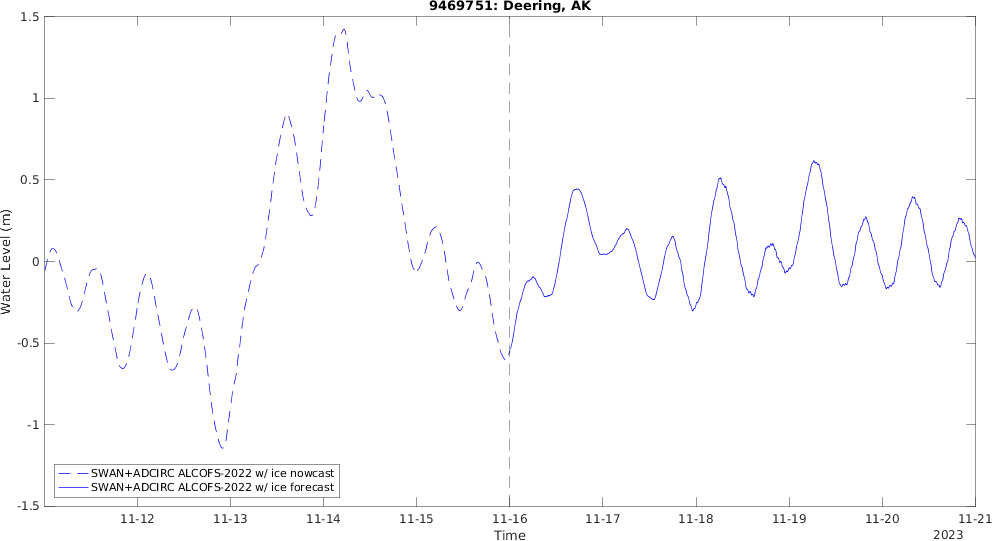 9469751: Deering, AK
1.5
1
0.5
0
-0.5
-1
-1.5
Water Level (m)
SWAN+ADCIRC ALCOFS-2022 w/ ice nowcast
SWAN+ADCIRC ALCOFS-2022 w/ ice forecast
11-12 11-13 11-14 11-15 11-16 11-17 11-18 11-19 11-20 11-21
Time
2023